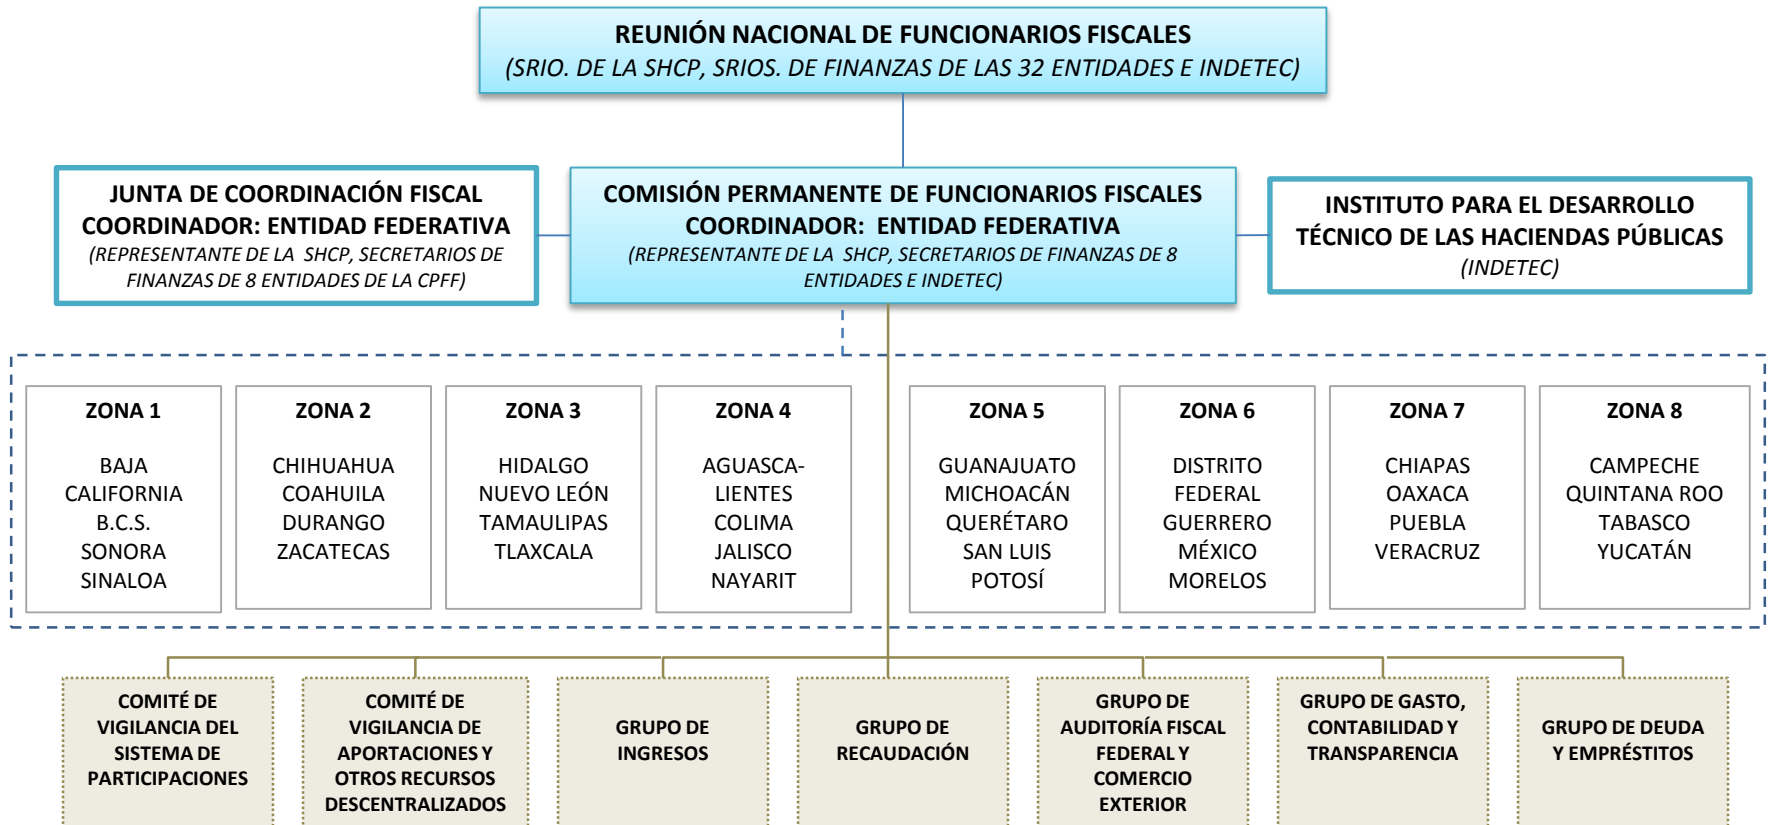 REUNIÓN NACIONAL DE FUNCIONARIOS FISCALES
(SRIO. DE LA SHCP, SRIOS. DE FINANZAS DE LAS 32 ENTIDADES E INDETEC)
JUNTA DE COORDINACIÓN FISCAL
COORDINADOR: ENTIDAD FEDERATIVA
(REPRESENTANTE DE LA SHCP, SECRETARIOS DE
FINANZAS DE 8 ENTIDADES DE LA CPFF)
COMISIÓN PERMANENTE DE FUNCIONARIOS FISCALES
COORDINADOR: ENTIDAD FEDERATIVA
(REPRESENTANTE DE LA SHCP, SECRETARIOS DE FINANZAS DE 8
ENTIDADES E INDETEC)
INSTITUTO PARA EL DESARROLLO
TÉCNICO DE LAS HACIENDAS PÚBLICAS
(INDETEC)
ZONA 1
BAJA
CALIFORNIA
B.C.S.
SONORA
SINALOA
ZONA 2
CHIHUAHUA
COAHUILA
DURANGO
ZACATECAS
ZONA 3
HIDALGO
NUEVO LEÓN
TAMAULIPAS
TLAXCALA
ZONA 4
AGUASCA-
LIENTES
COLIMA
JALISCO
NAYARIT
ZONA 5
GUANAJUATO
MICHOACÁN
QUERÉTARO
SAN LUIS
POTOSÍ
ZONA 6
DISTRITO
FEDERAL
GUERRERO
MÉXICO
MORELOS
ZONA 7
CHIAPAS
OAXACA
PUEBLA
VERACRUZ
ZONA 8
CAMPECHE
QUINTANA ROO
TABASCO
YUCATÁN
COMITÉ DE
VIGILANCIA DEL
SISTEMA DE
PARTICIPACIONES
COMITÉ DE
VIGILANCIA DE
APORTACIONES Y
OTROS RECURSOS
DESCENTRALIZADOS
GRUPO DE
INGRESOS
GRUPO DE
RECAUDACIÓN
GRUPO DE
AUDITORÍA FISCAL
FEDERAL Y
COMERCIO
EXTERIOR
GRUPO DE GASTO,
CONTABILIDAD Y
TRANSPARENCIA
GRUPO DE DEUDA
Y EMPRÉSTITOS